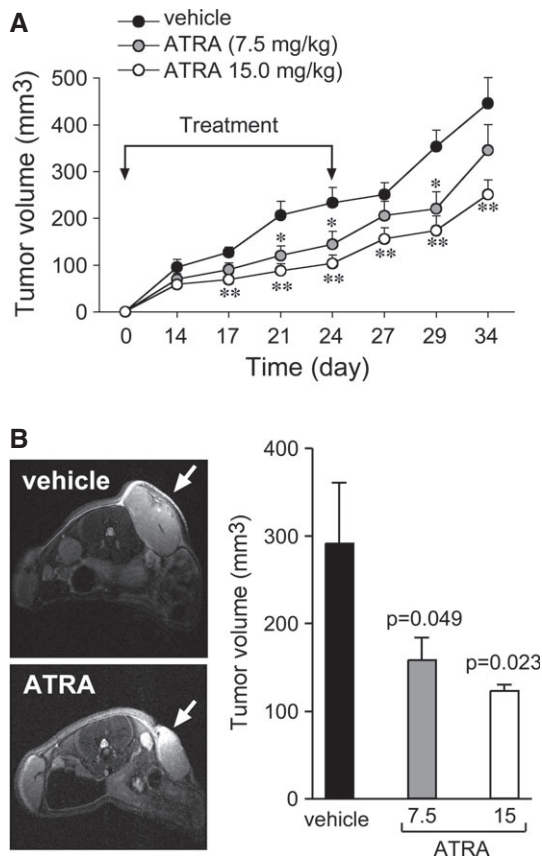 A
vehicle
ATRA (7.5 mg/kg)
ATRA 15.0 mg/kg)
Tumor volume (mm3)
500
400
300
200
100
0
Treatment
*
*
*
**
**
**
**
**
**
0 14 17 21 24 27 29 34
Time (day)
B
vehicle
ATRA
Tumor volume (mm3)
400
300
200
100
0
p=0.049
p=0.023
vehicle 7.5 15
ATRA